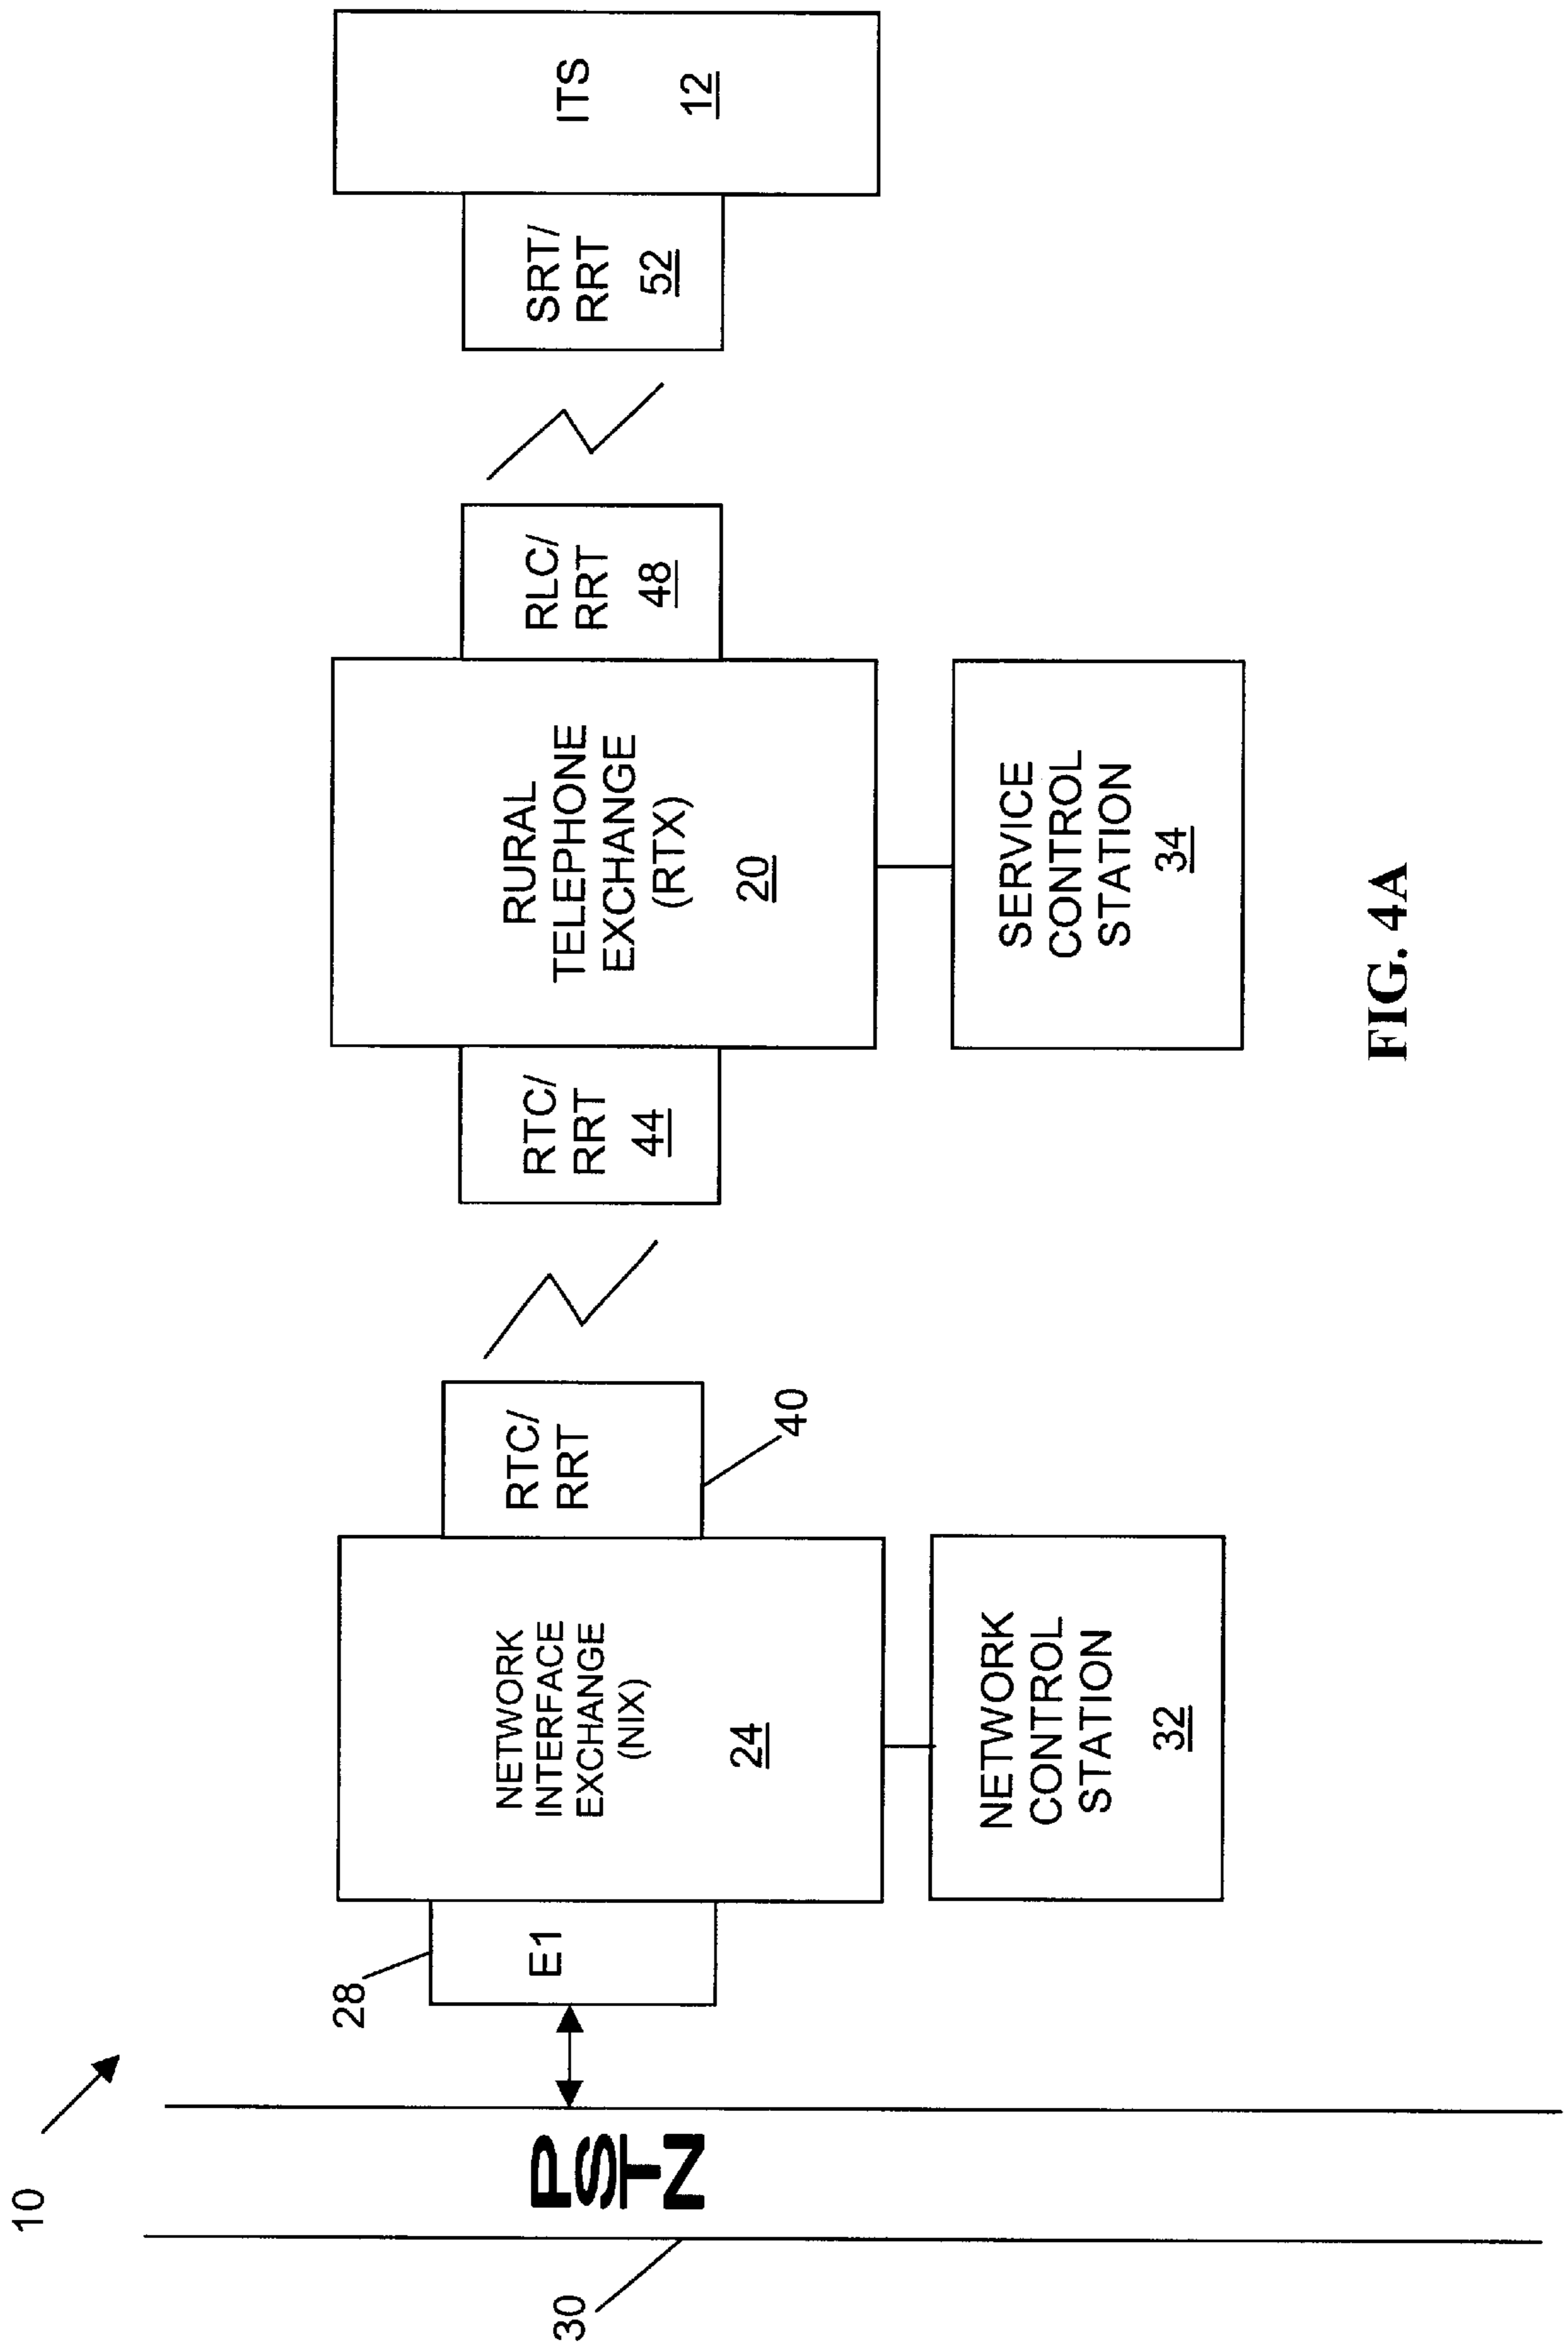 10
30
P
S
T
N
28
E1
NETWORK
INTERFACE
EXCHANGE
(NIX)
24
RTC/
RRT
40
NETWORK
CONTROL
STATION
32
RTC/
RRT
44
RURAL
TELEPHONE
EXCHANGE
(RTX)
20
RLC/
RRT
48
SERVICE
CONTROL
STATION
34
SRT/
RRT
52
ITS
12
FIG. 4A